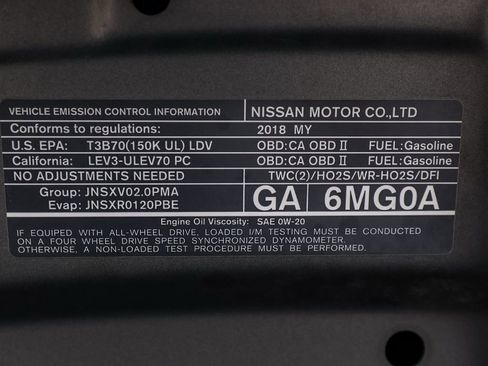 VEHICLE EMISSION CONTROL INFORMATION NISSAN MOTOR CO.,LTD
Conforms to regulations: 2018 MY
U.S. EPA: T3B70(150K UL) LDV OBD:CA OBD II FUEL:Gasoline
California: LEV3-ULEV70 PC OBD:CA OBD II FUEL:Gasoline
NO ADJUSTMENTS NEEDED TWC(2)/HO2S/WR-HO2S/DFI
Group: JNSXV02.0PMA GA 6MG0A
Evap: JNSXR0120PBE
Engine Oil Viscosity: SAE 0W-20
IF EQUIPPED WITH ALL-WHEEL DRIVE, LOADED I/M TESTING MUST BE CONDUCTED
ON A FOUR WHEEL DRIVE SPEED SYNCHRONIZED DYNAMOMETER.
OTHERWISE, A NON-LOADED TEST PROCEDURE MUST BE PERFORMED.